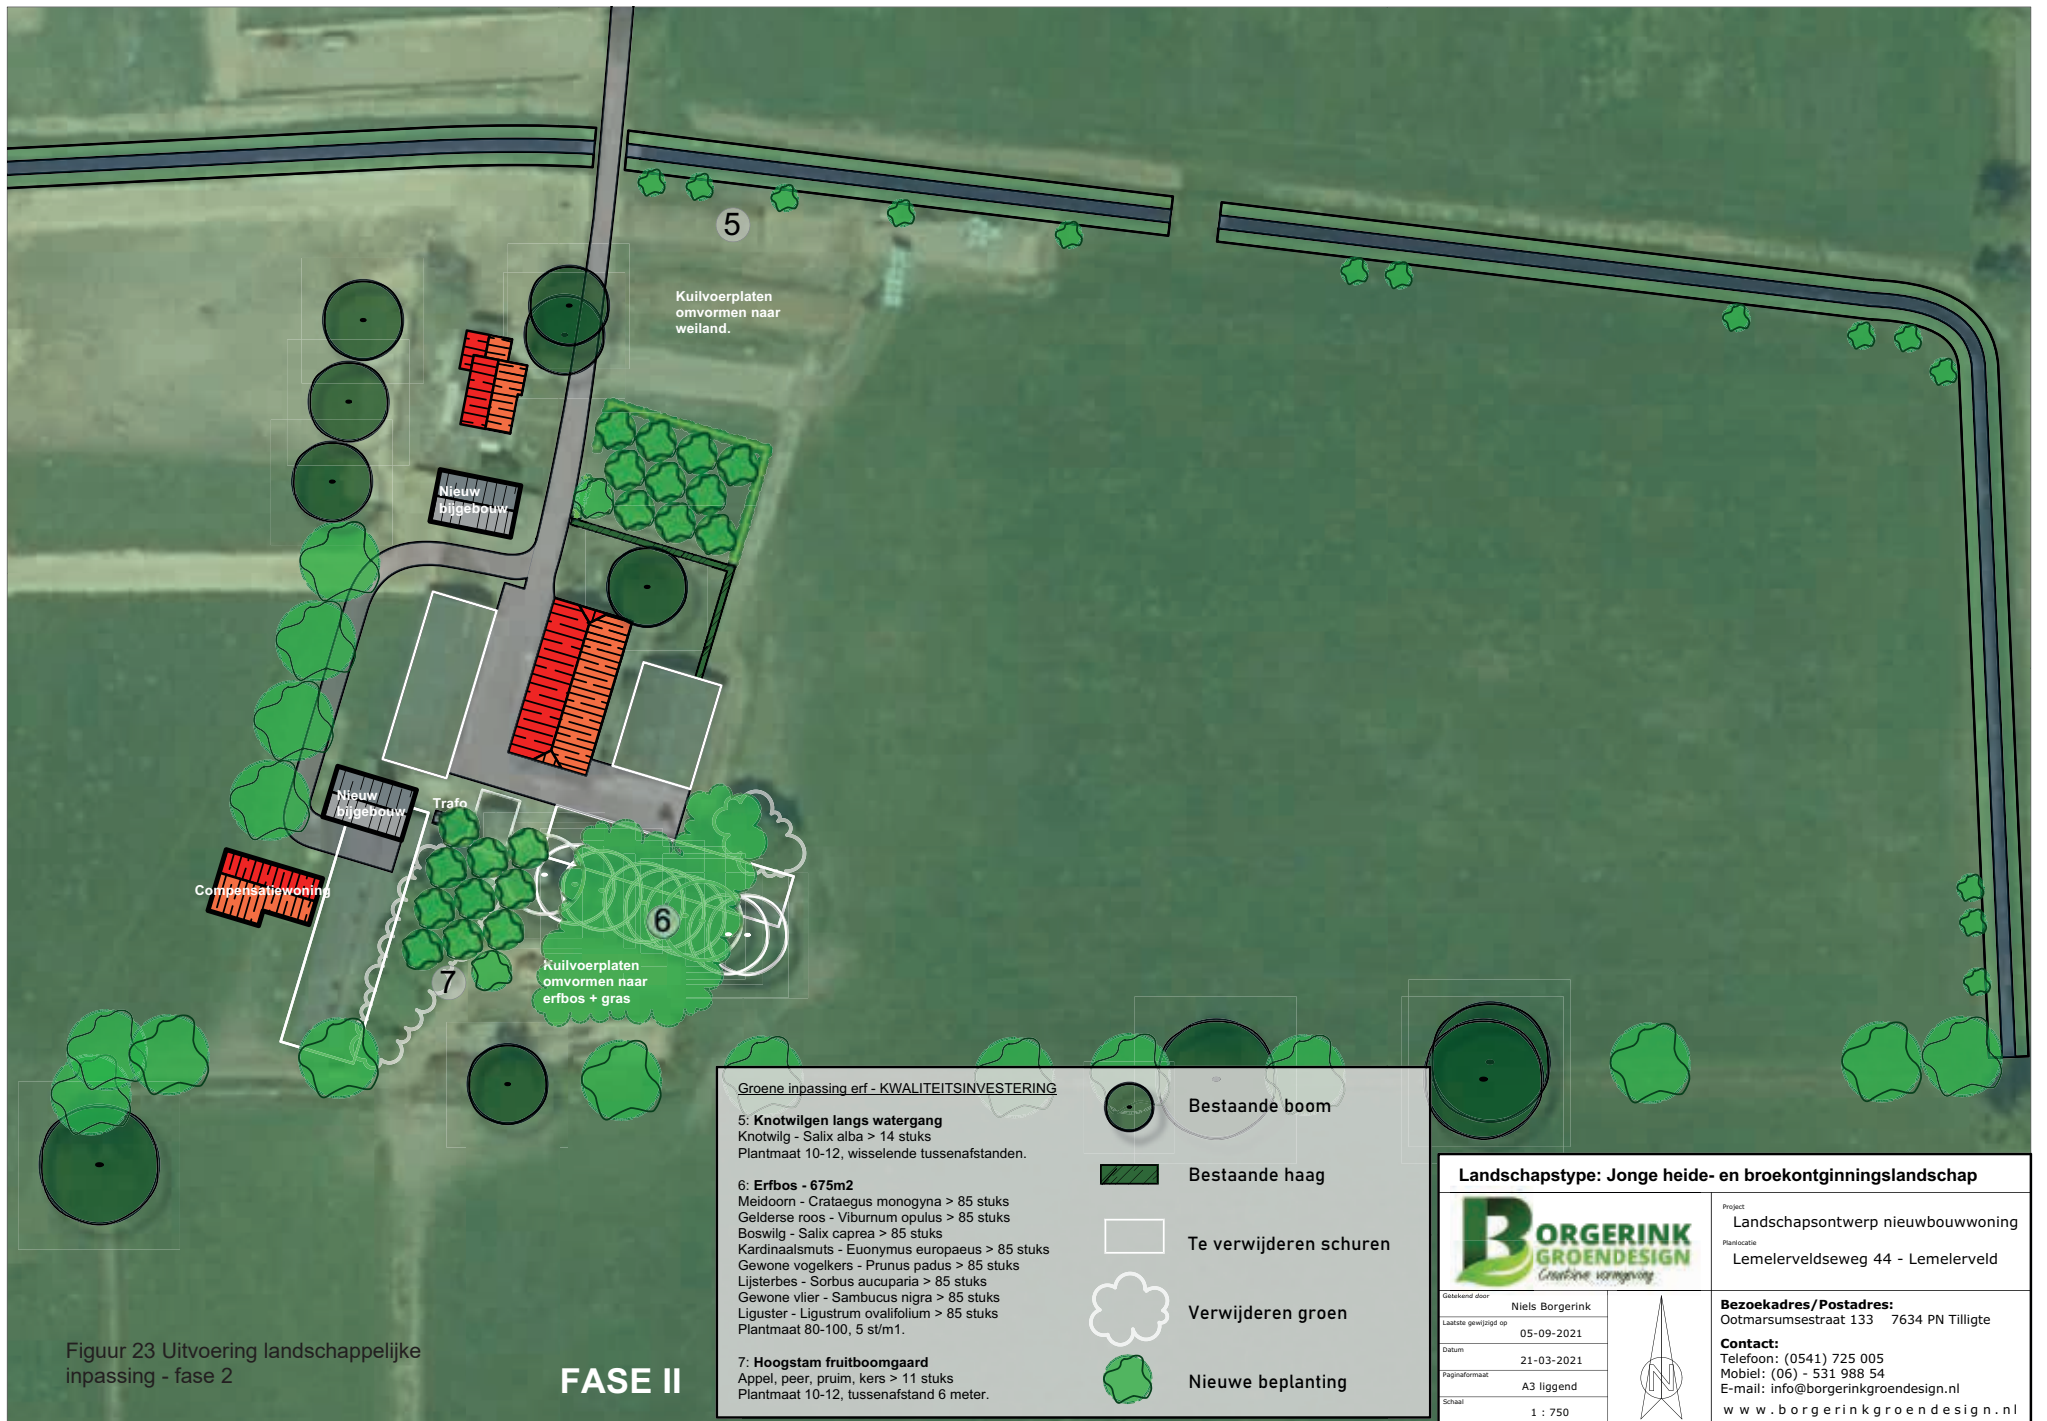 5
Kuilvoerplaten
omvormen naar
weiland.
Nieuw
bijgebouw
Nieuw
bijgebouw
Trafo
Compensatiewoning
6
7
Kuilvoerplaten
omvormen naar
erfbos + gras
Figuur 23 Uitvoering landschappelijke
inpassing - fase 2
FASE II
Groene inpassing erf - KWALITEITSINVESTERING
5: Knotwilgen langs watergang
Knotwilg - Salix alba > 14 stuks
Plantmaat 10-12, wisselende tussenafstanden.
6: Erfbos - 675m2
Meidoorn - Crataegus monogyna > 85 stuks
Gelderse roos - Viburnum opulus > 85 stuks
Boswilg - Salix caprea > 85 stuks
Kardinaalsmuts - Euonymus europaeus > 85 stuks
Gewone vogelkers - Prunus padus > 85 stuks
Lijsterbes - Sorbus aucuparia > 85 stuks
Gewone vlier - Sambucus nigra > 85 stuks
Liguster - Ligustrum ovalifolium > 85 stuks
Plantmaat 80-100, 5 st/m1.
7: Hoogstam fruitboomgaard
Appel, peer, pruim, kers > 11 stuks
Plantmaat 10-12, tussenafstand 6 meter.
Bestaande boom
Bestaande haag
Te verwijderen schuren
Verwijderen groen
Nieuwe beplanting
Landschapstype: Jonge heide- en broekontginningslandschap
BORGERINK
GROENDESIGN
Creatieve vormgeving
Project
Landschapsontwerp nieuwbouwwoning
Planlocatie
Lemelerveldseweg 44 - Lemelerveld
Getekend door
Niels Borgerink
Laatste gewijzigd op
05-09-2021
Datum
21-03-2021
Paginaformaat
A3 liggend
Schaal
1 : 750
N
Bezoekadres/Postadres:
Ootmarsumsestraat 133 7634 PN Tilligte
Contact:
Telefoon: (0541) 725 005
Mobiel: (06) - 531 988 54
E-mail: info@borgerinkgroendesign.nl
www.borgerinkgroendesign.nl